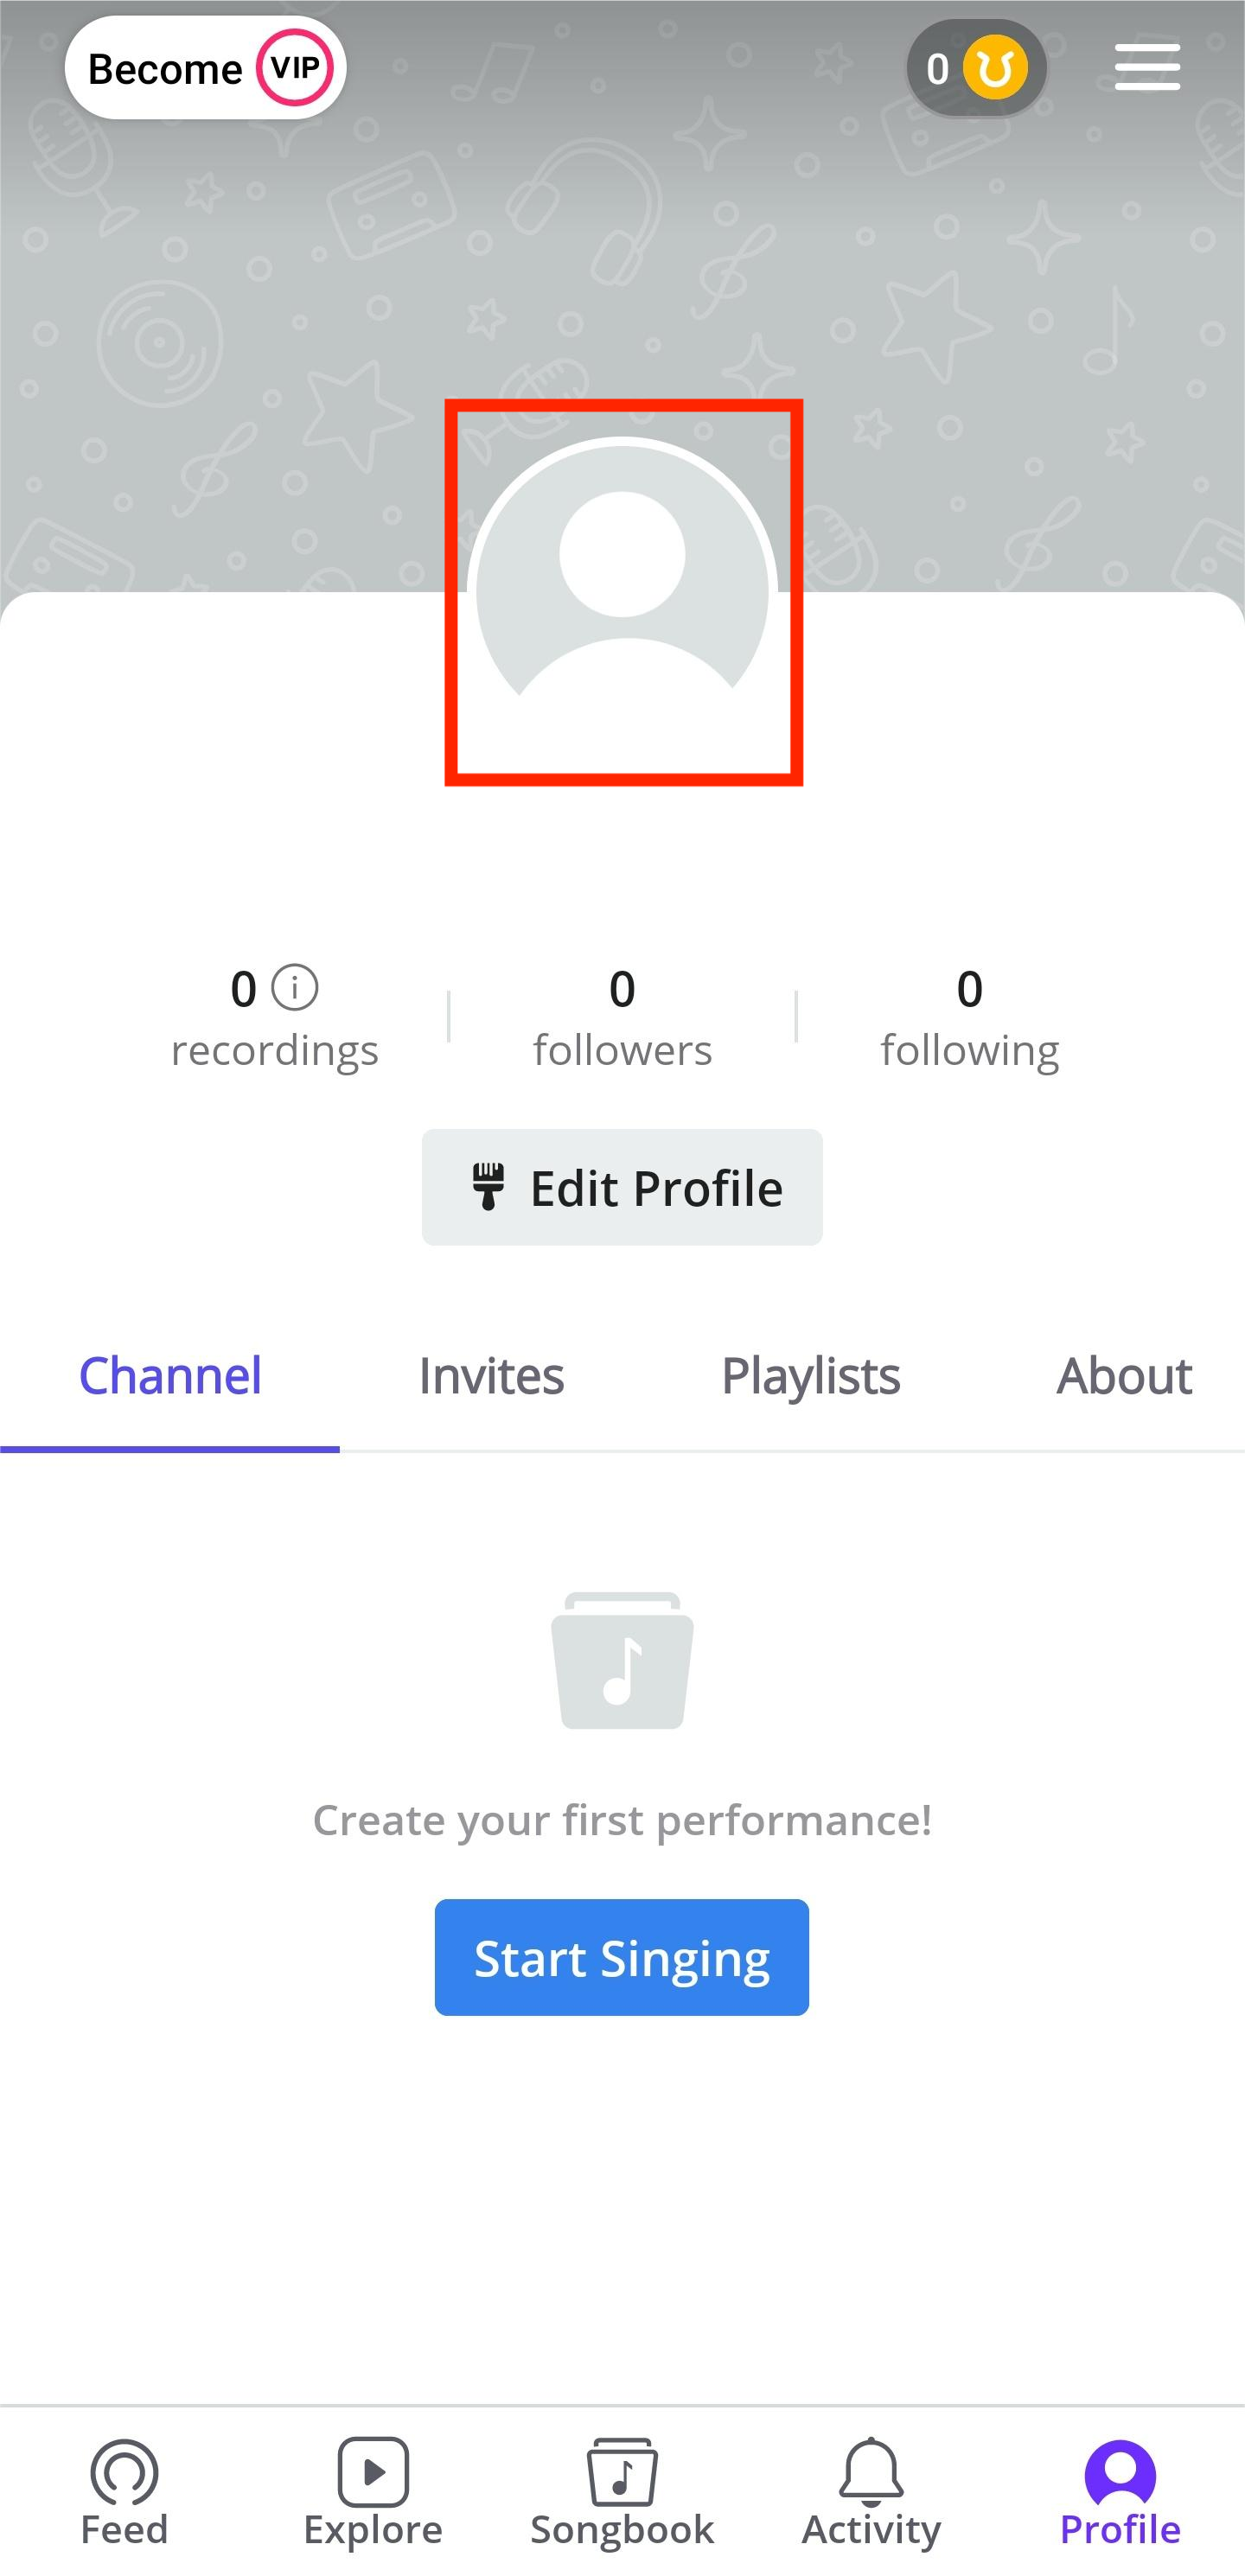 Become VIP 0
0 0 0
recordings followers following
Edit Profile
Channel Invites Playlists About
Create your first performance!
Start Singing
Feed Explore Songbook Activity Profile